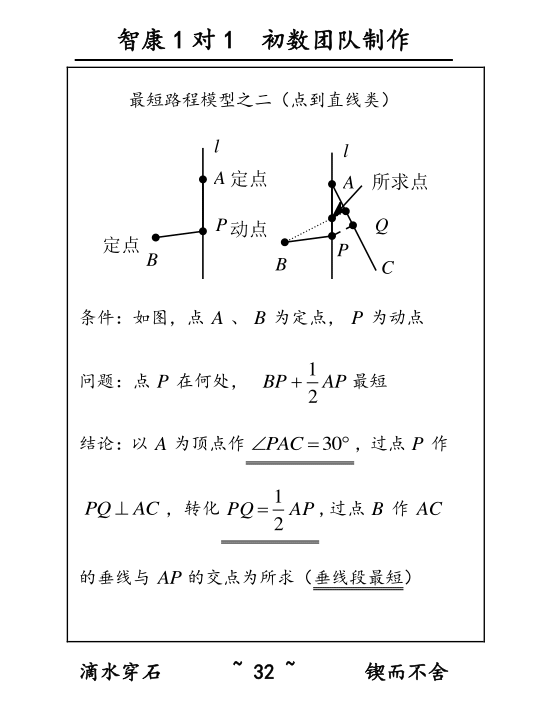 智康1对1 初数团队制作
最短路程模型之二（点到直线类）
l
A 定点
P 动点
定点
B
l
A 所求点
Q
P
B
C
条件：如图，点 A 、 B 为定点， P 为动点
问题：点 P 在何处， BP + 1/2 AP 最短
结论：以 A 为顶点作 ∠PAC = 30° ，过点 P 作
PQ ⊥ AC ，转化 PQ = 1/2 AP ，过点 B 作 AC
的垂线与 AP 的交点为所求（垂线段最短）
滴水穿石 ~ 32 ~ 锲而不舍